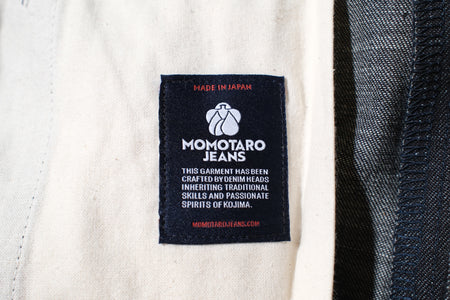 MADE IN JAPAN
MOMOTARO
JEANS
THIS GARMENT HAS BEEN
CRAFTED BY DENIM HEADS
INHERITING TRADITIONAL
SKILLS AND PASSIONATE
SPIRITS OF KOJIMA.
MOMOTAROJEANS.COM